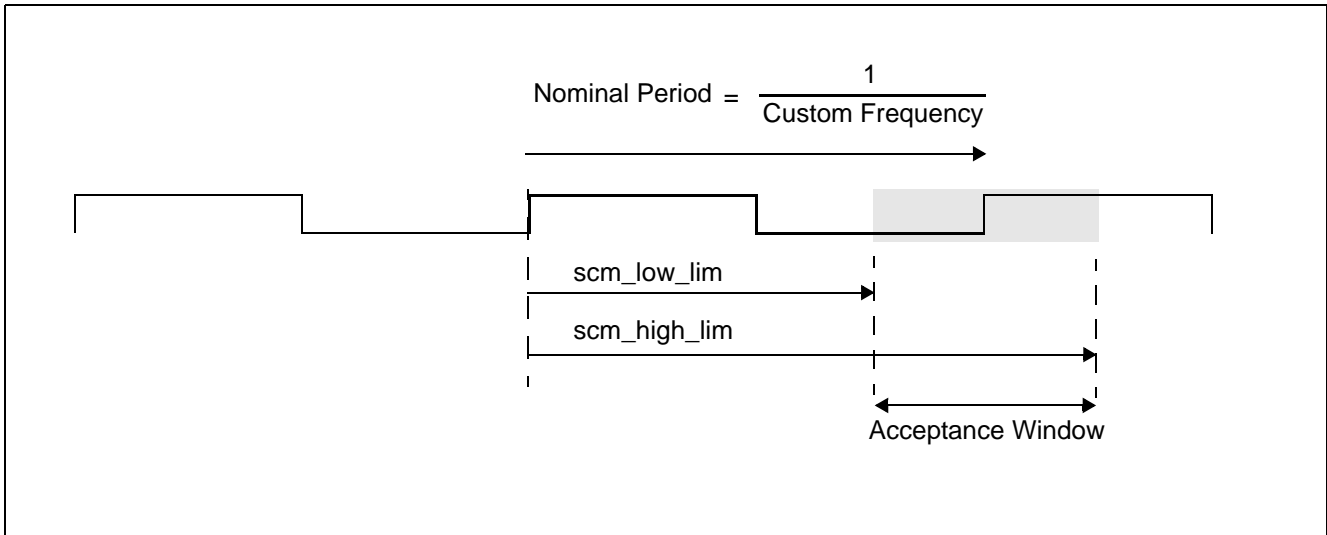 1
Nominal Period =
Custom Frequency
scm_low_lim
scm_high_lim
Acceptance Window